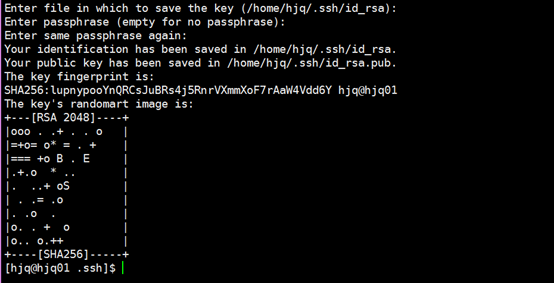 Enter file in which to save the key (/home/hjq/.ssh/id_rsa):
Enter passphrase (empty for no passphrase):
Enter same passphrase again:
Your identification has been saved in /home/hjq/.ssh/id_rsa.
Your public key has been saved in /home/hjq/.ssh/id_rsa.pub.
The key fingerprint is:
SHA256:lupnypooYnQRCsJuBRs4j5RnrVXmmXoF7rAaW4Vdd6Y hjq@hjq01
The key's randomart image is:
+---[RSA 2048]----+
|ooo . .+ . . o   |
|=+o= o* = . +    |
|=== +o B . E     |
|.+.o  * ..       |
|.  ..+ oS        |
| . .= .o         |
|. .o  .          |
|o. . +  o        |
|o.. o.++         |
+----[SHA256]-----+
[hjq@hjq01 .ssh]$